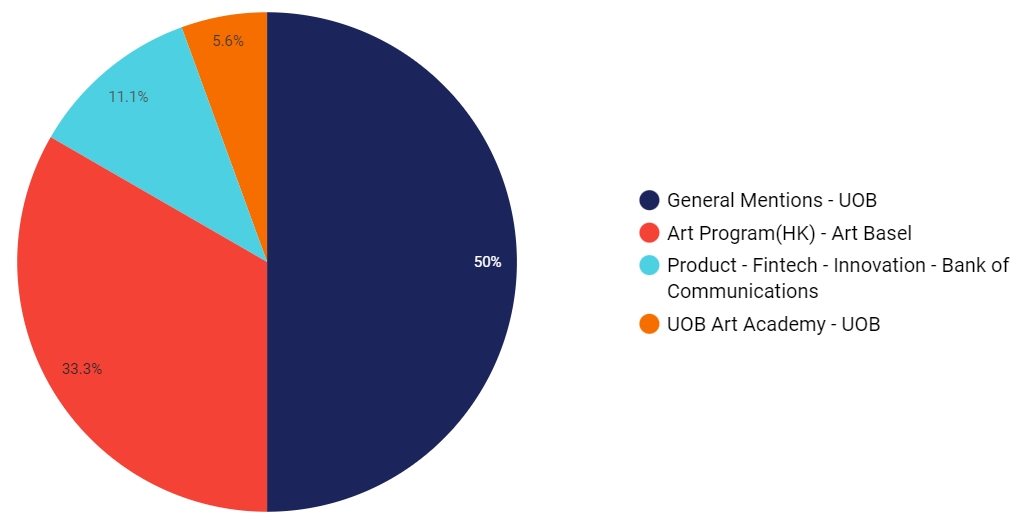 5.6%
11.1%
50%
33.3%
General Mentions - UOB
Art Program(HK) - Art Basel
Product - Fintech - Innovation - Bank of
Communications
UOB Art Academy - UOB